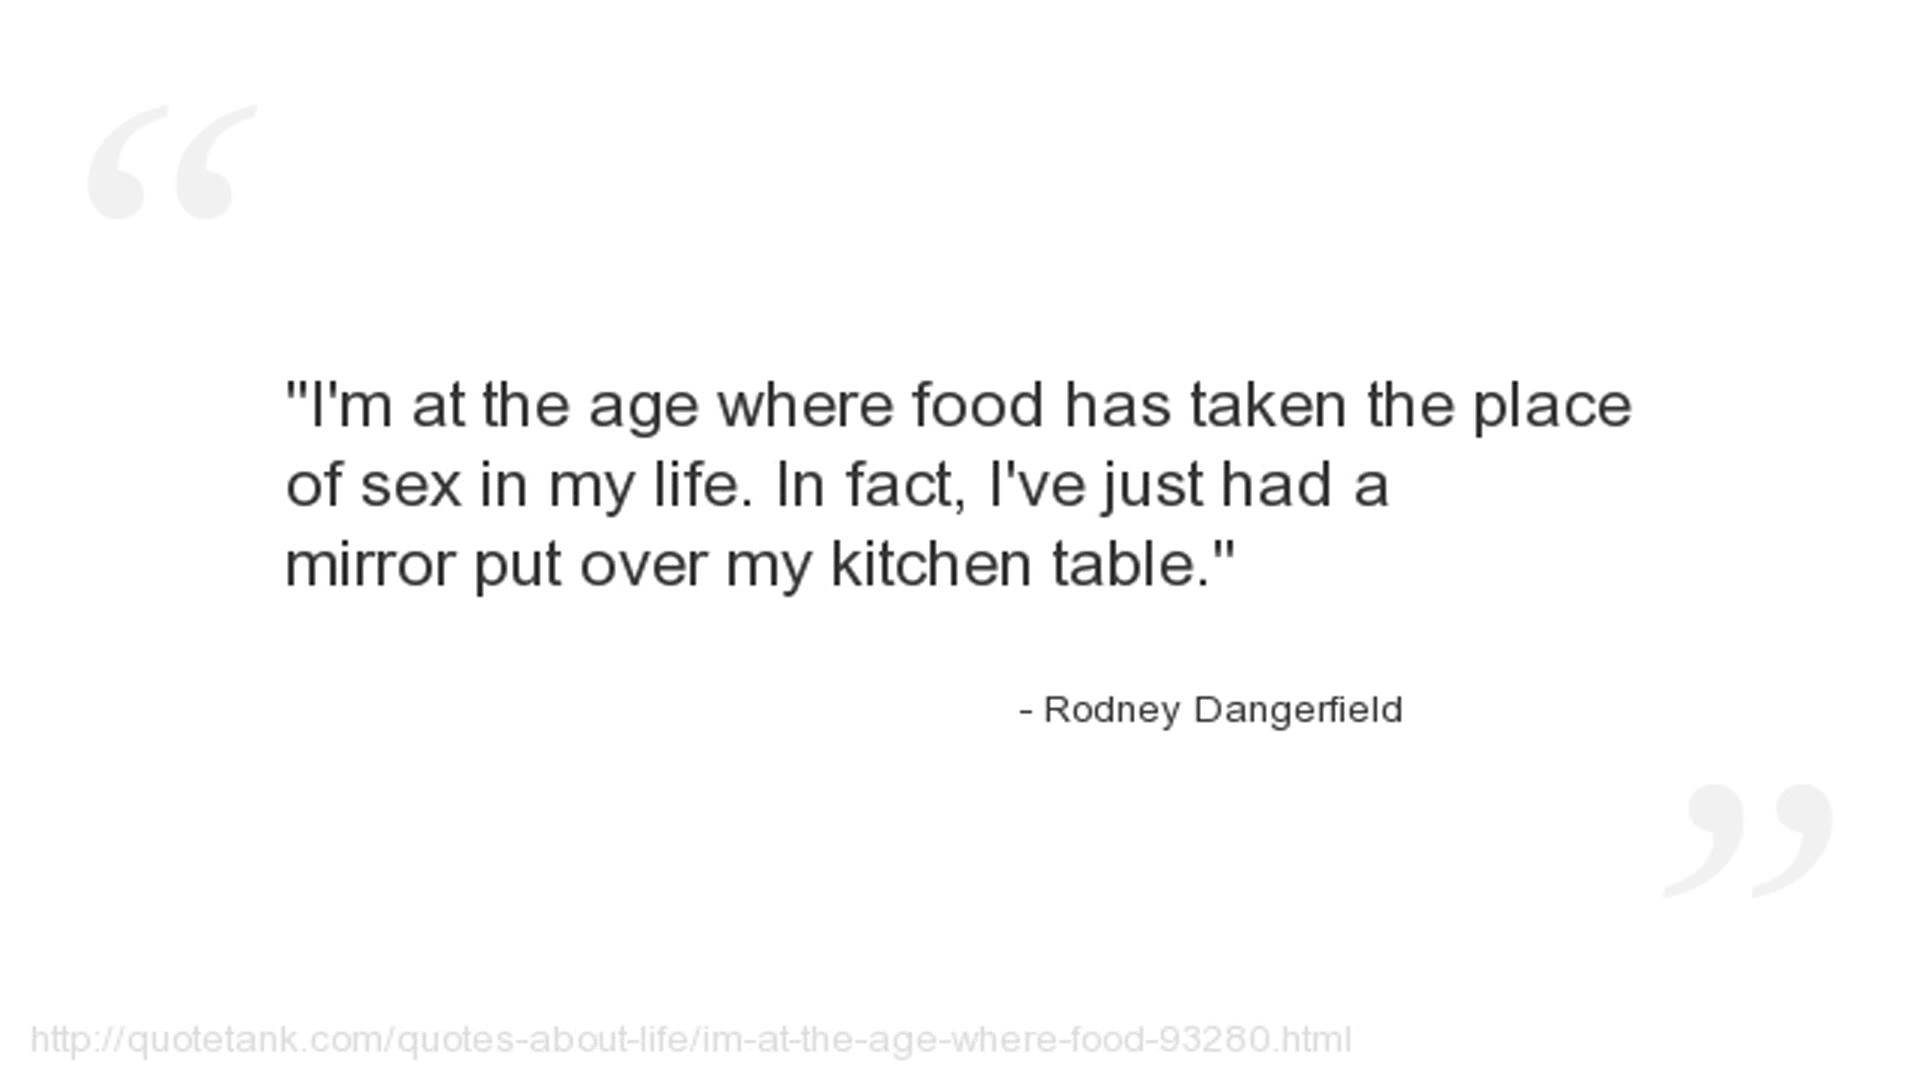 "I'm at the age where food has taken the place
of sex in my life. In fact, I've just had a
mirror put over my kitchen table."
- Rodney Dangerfield
http://quotetank.com/quotes-about-life/im-at-the-age-where-food-93280.html